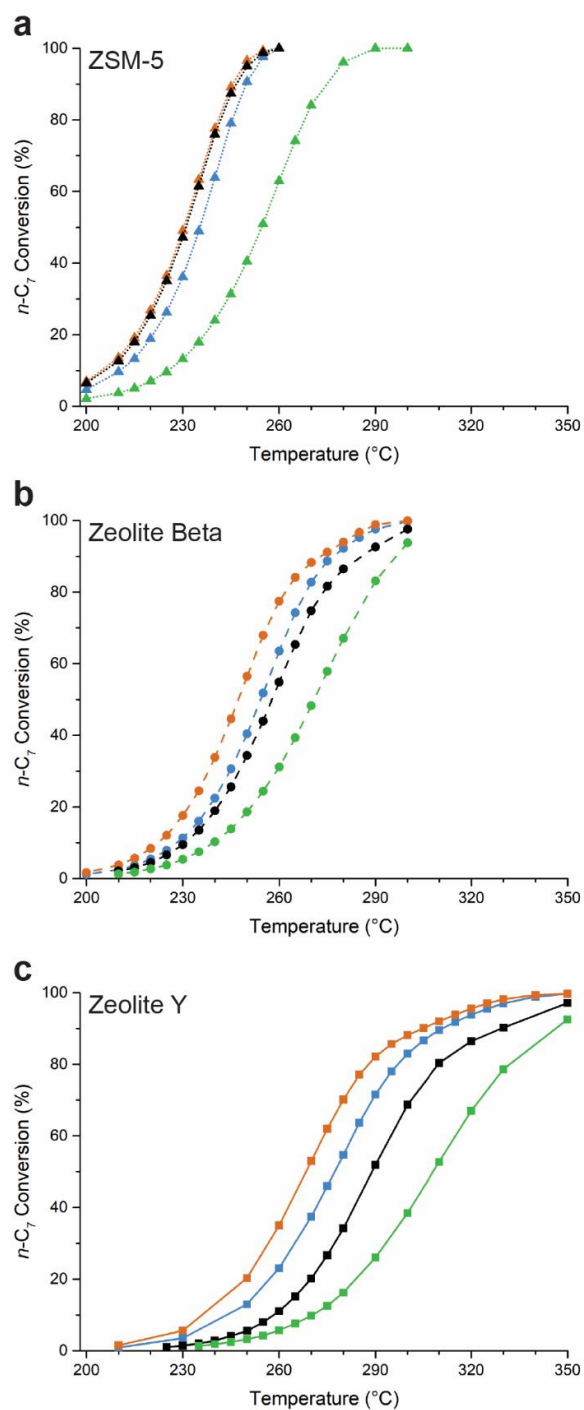 a
ZSM-5
100
80
60
40
20
0
n-C7 Conversion (%)
200 230 260 290 320 350
Temperature (°C)
b
Zeolite Beta
100
80
60
40
20
0
n-C7 Conversion (%)
200 230 260 290 320 350
Temperature (°C)
c
Zeolite Y
100
80
60
40
20
0
n-C7 Conversion (%)
200 230 260 290 320 350
Temperature (°C)